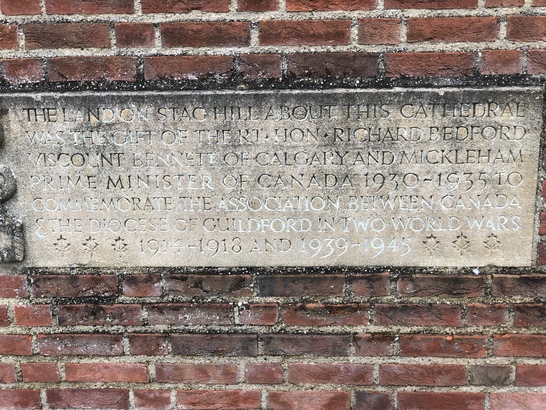 THE LAND ON STAG HILL ABOUT THIS CATHEDRAL
WAS THE GIFT OF THE RT·HON·RICHARD BEDFORD
VISCOUNT BENNETT OF CALGARY AND MICKLEHAM
PRIME MINISTER OF CANADA 1930-1935 TO
COMMEMORATE THE ASSOCIATION BETWEEN CANADA
& THE DIOCESE OF GUILDFORD IN TWO WORLD WARS
1914-1918 AND 1939-1945